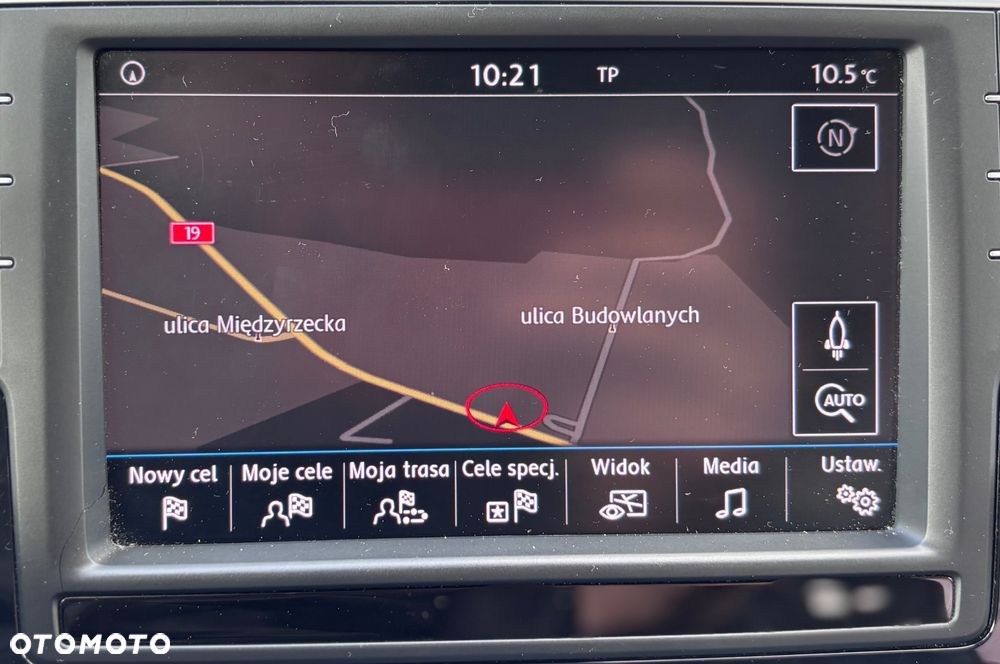 10:21 TP 10.5°C
N
19
ulica Międzyrzecka
ulica Budowlanych
AUTO
Nowy cel Moje cele Moja trasa Cele specj. Widok Media Ustaw.
OTOMOTO